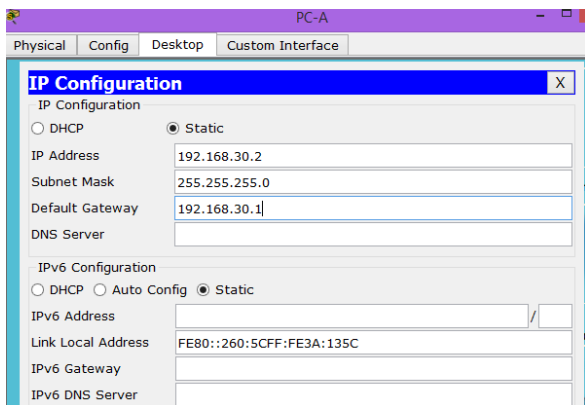 PC-A
Physical Config Desktop Custom Interface
IP Configuration X
IP Configuration
DHCP Static
IP Address 192.168.30.2
Subnet Mask 255.255.255.0
Default Gateway 192.168.30.1
DNS Server
IPv6 Configuration
DHCP Auto Config Static
IPv6 Address /
Link Local Address FE80::260:5CFF:FE3A:135C
IPv6 Gateway
IPv6 DNS Server